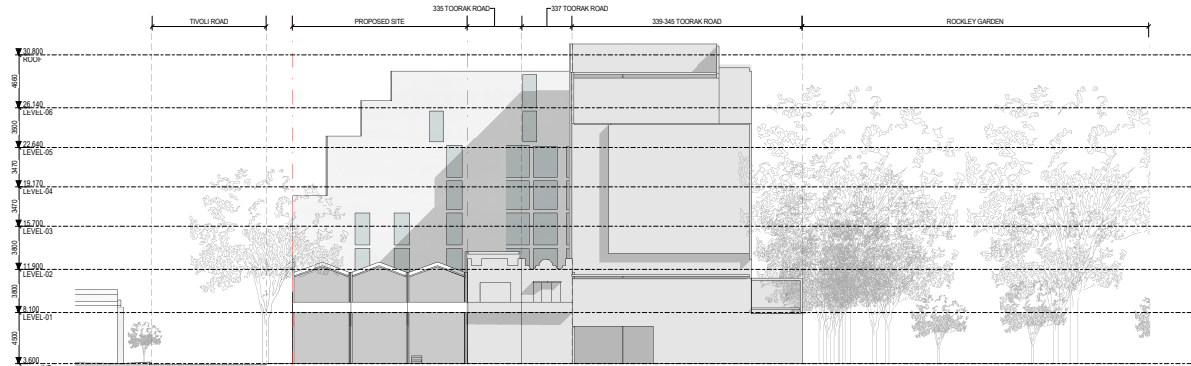 335 TOORAK ROAD
337 TOORAK ROAD
TIVOLI ROAD
PROPOSED SITE
339-345 TOORAK ROAD
ROCKLEY GARDEN
30,800
ROOF
4660
26,140
LEVEL-06
3500
22,640
LEVEL-05
3470
19,170
LEVEL-04
3470
15,700
LEVEL-03
3800
11,900
LEVEL-02
3800
8,100
LEVEL-01
4500
3,600